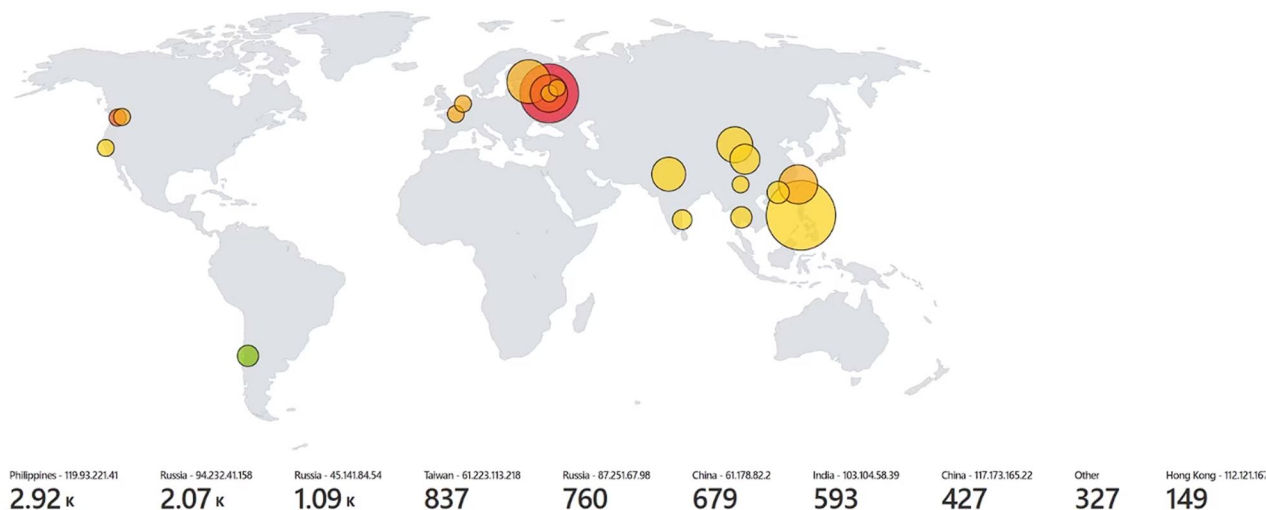 Philippines - 119.93.221.41 Russia - 94.232.41.158 Russia - 45.141.84.54 Taiwan - 61.223.113.218 Russia - 87.251.67.98 China - 61.178.82.2 India - 103.104.58.39 China - 117.173.165.22 Other Hong Kong - 112.121.167
2.92 K 2.07 K 1.09 K 837 760 679 593 427 327 149